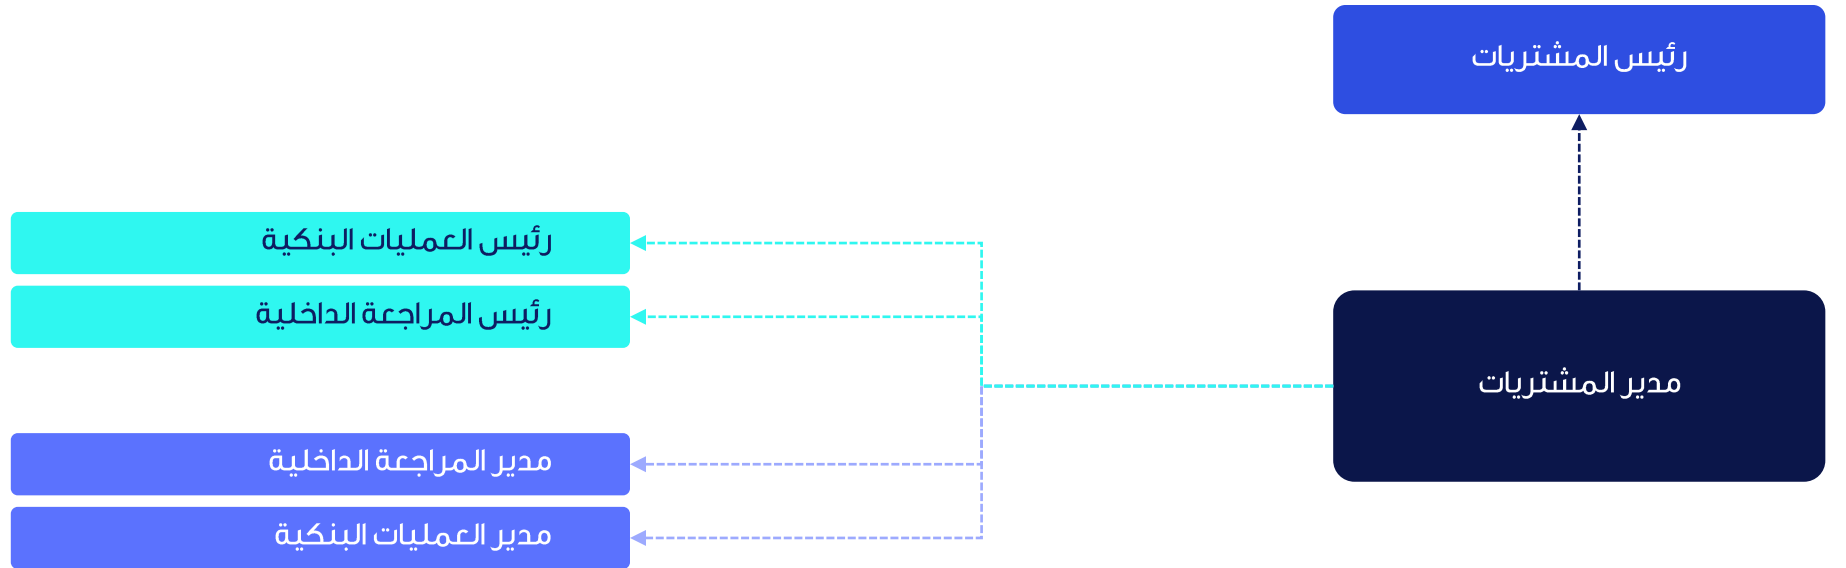 رئيس المشتريات
مدير المشتريات
رئيس العمليات البنكية
رئيس المراجعة الداخلية
مدير المراجعة الداخلية
مدير العمليات البنكية